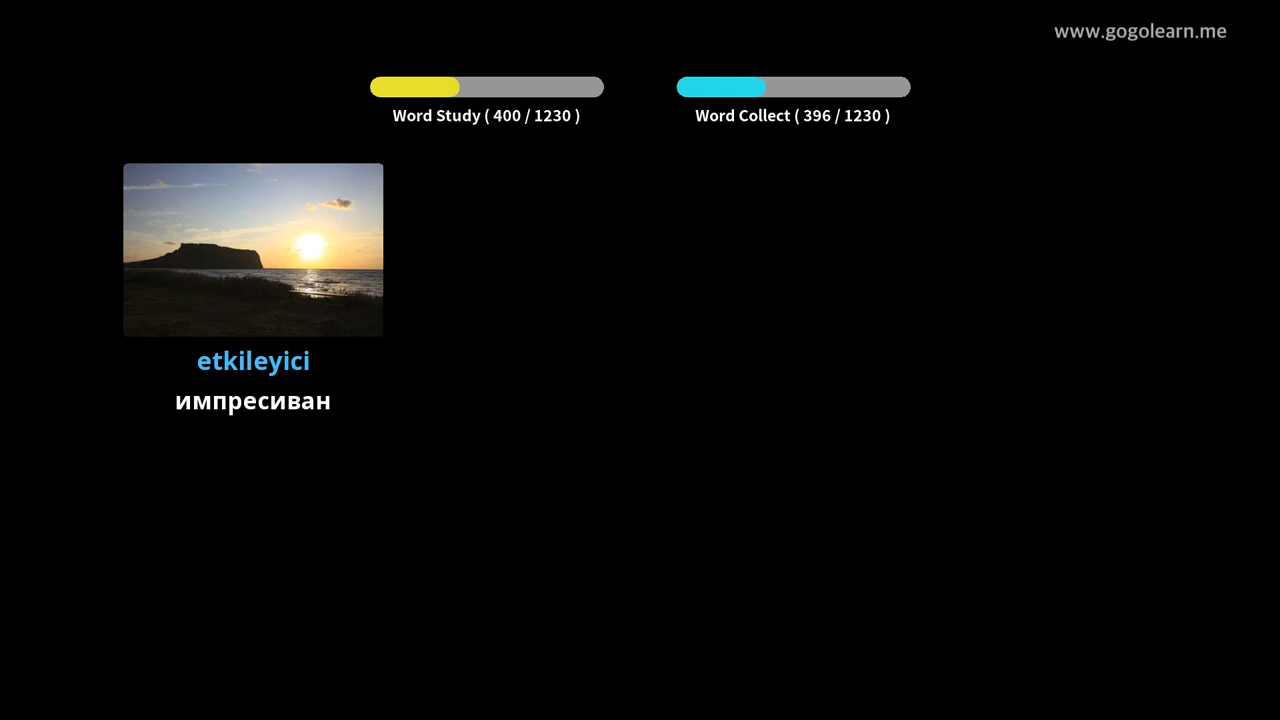 www.gogolearn.me
Word Study ( 400 / 1230 )
Word Collect ( 396 / 1230 )
etkileyici
импресиван